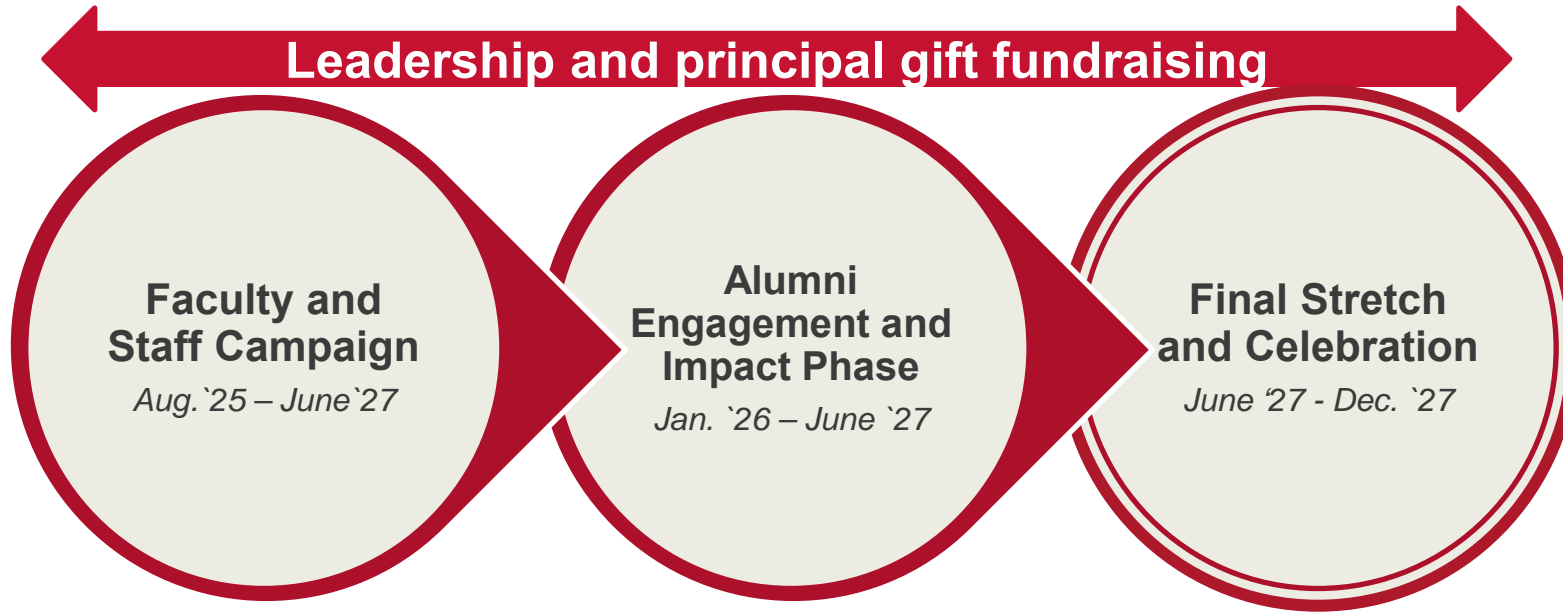 Leadership and principal gift fundraising
Faculty and
Staff Campaign
Aug.`25 – June`27
Alumni
Engagement and
Impact Phase
Jan. `26 – June `27
Final Stretch
and Celebration
June ‘27 - Dec. `27